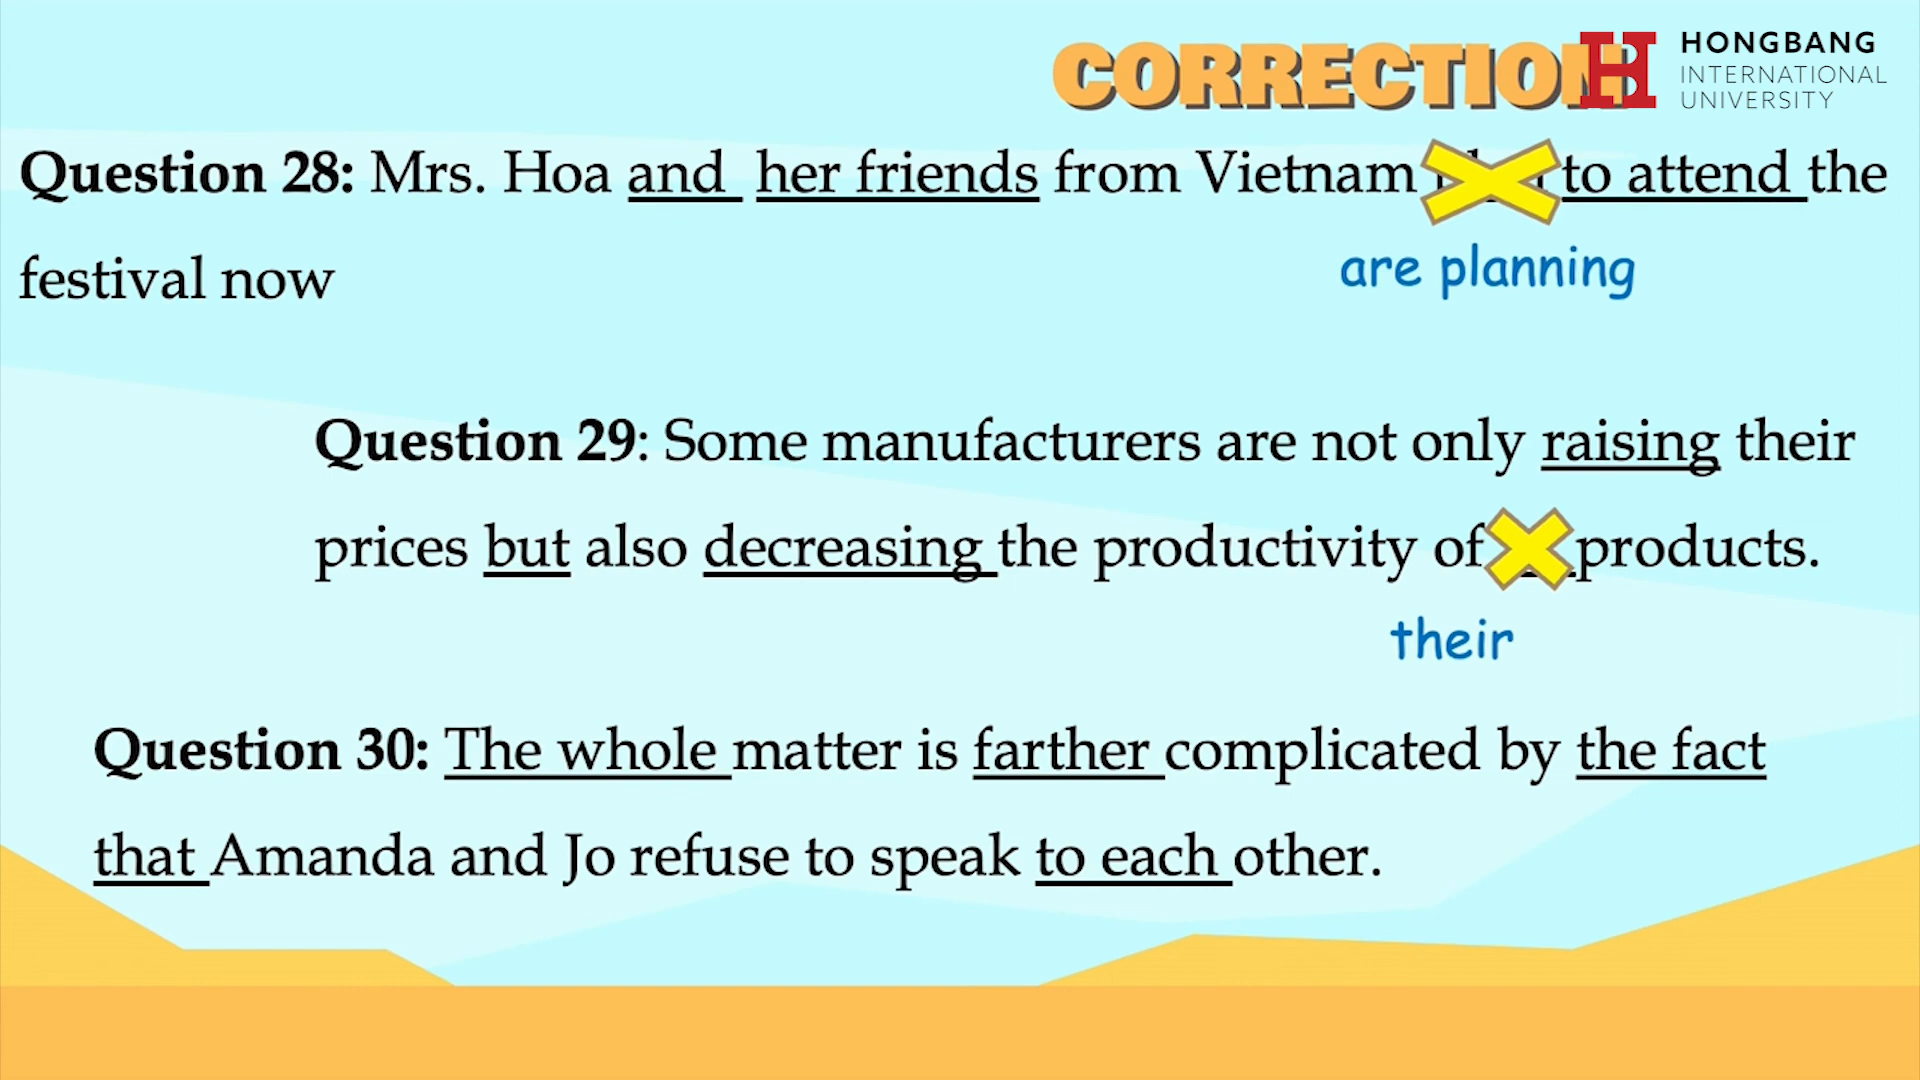 CORRECTION
HONGBANG
INTERNATIONAL
UNIVERSITY
Question 28: Mrs. Hoa and her friends from Vietnam to attend the
festival now
are planning
Question 29: Some manufacturers are not only raising their
prices but also decreasing the productivity of products.
their
Question 30: The whole matter is farther complicated by the fact
that Amanda and Jo refuse to speak to each other.